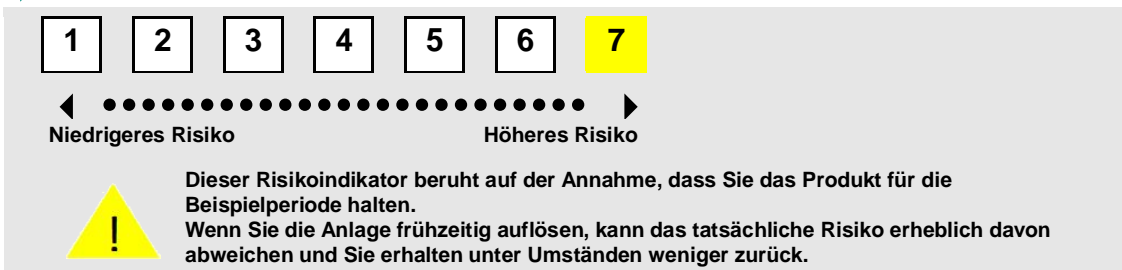 1 2 3 4 5 6 7
Niedrigeres Risiko Höheres Risiko
Dieser Risikoindikator beruht auf der Annahme, dass Sie das Produkt für die
Beispielperiode halten.
Wenn Sie die Anlage frühzeitig auflösen, kann das tatsächliche Risiko erheblich davon
abweichen und Sie erhalten unter Umständen weniger zurück.
!